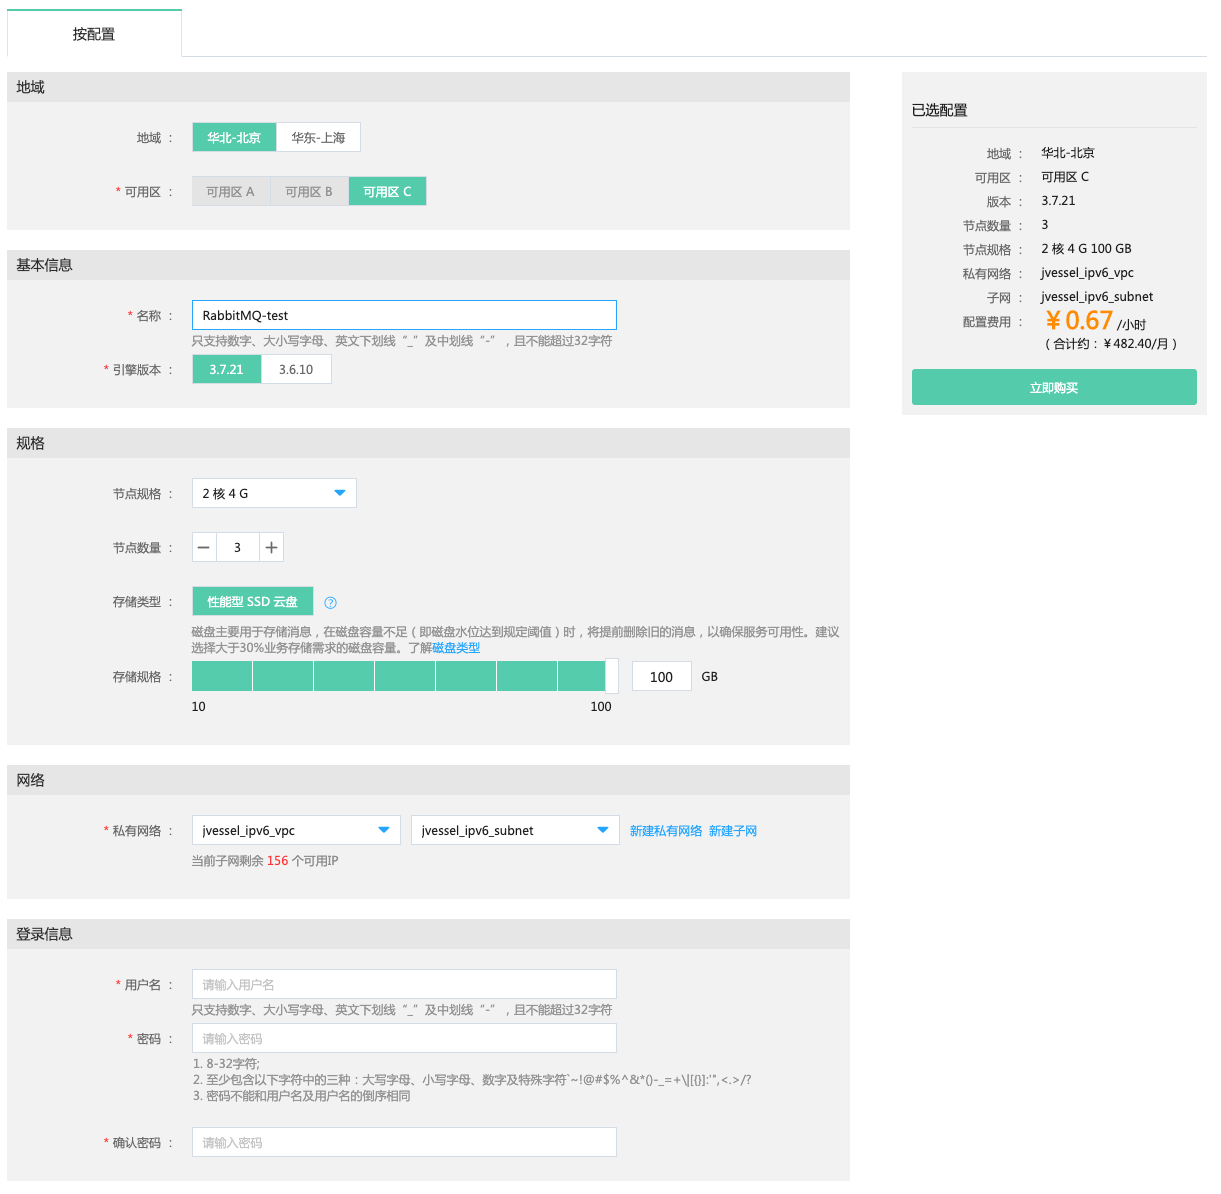 按配置
地域
地域 ： 华北-北京 华东-上海
* 可用区 ： 可用区 A 可用区 B 可用区 C
基本信息
* 名称 ： RabbitMQ-test
只支持数字、大小写字母、英文下划线“_”及中划线“-”，且不能超过32字符
* 引擎版本 ： 3.7.21 3.6.10
规格
节点规格 ： 2 核 4 G
节点数量 ： 3
存储类型 ： 性能型 SSD 云盘 ?
磁盘主要用于存储消息，在磁盘容量不足（即磁盘水位达到规定阈值）时，将提前删除旧的消息，以确保服务可用性。建议
选择大于30%业务存储需求的磁盘容量。了解磁盘类型
存储规格 ： 100 GB
10 100
网络
* 私有网络 ： jvessel_ipv6_vpc jvessel_ipv6_subnet 新建私有网络 新建子网
当前子网剩余 156 个可用IP
登录信息
* 用户名 ： 请输入用户名
只支持数字、大小写字母、英文下划线“_”及中划线“-”，且不能超过32字符
* 密码 ： 请输入密码
1. 8-32字符;
2. 至少包含以下字符中的三种：大写字母、小写字母、数字及特殊字符`~!@#$%^&*()-_=+\|[{}]:'",<.>/?
3. 密码不能和用户名及用户名的倒序相同
* 确认密码 ： 请输入密码
已选配置
地域 ： 华北-北京
可用区 ： 可用区 C
版本 ： 3.7.21
节点数量 ： 3
节点规格 ： 2 核 4 G 100 GB
私有网络 ： jvessel_ipv6_vpc
子网 ： jvessel_ipv6_subnet
配置费用 ： ¥0.67 /小时
（合计约：¥482.40/月）
立即购买